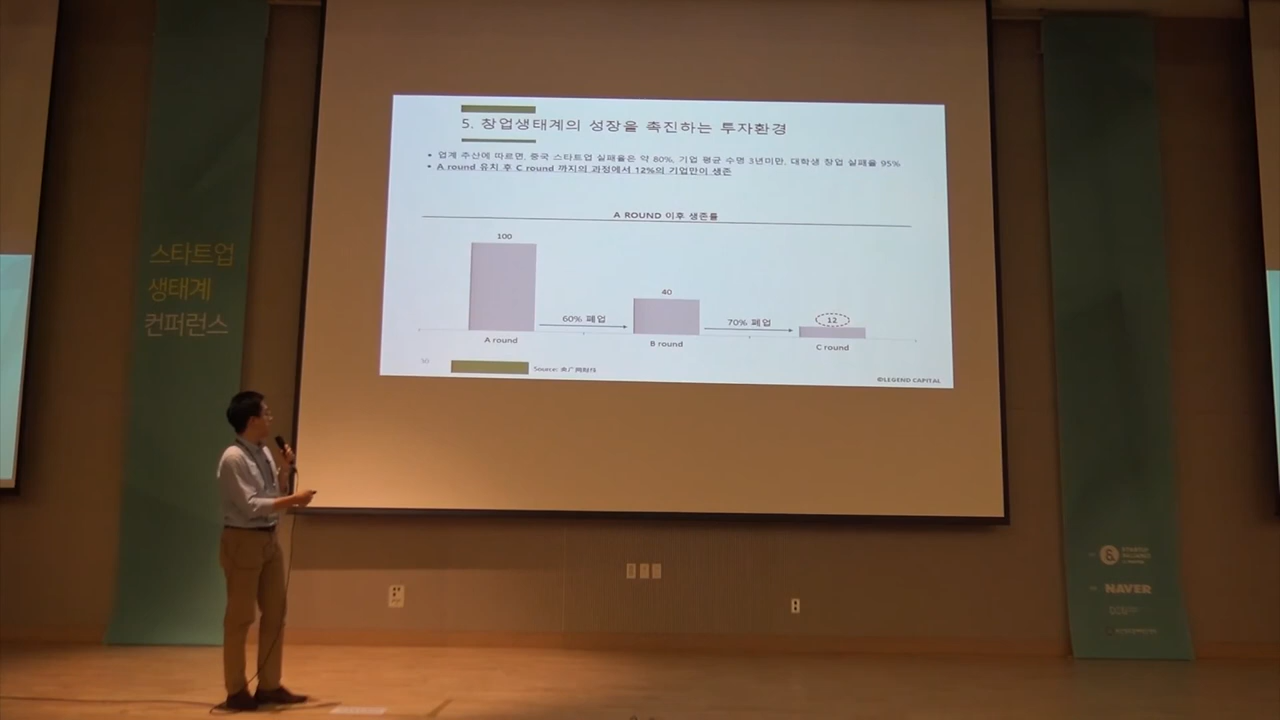 스타트업
생태계
컨퍼런스
5. 창업생태계의 성장을 촉진하는 투자환경
• 업계 추산에 따르면, 중국 스타트업 실패율은 약 80%, 기업 평균 수명 3년미만, 대학생 창업 실패율 95%
• A round 유치 후 C round 까지의 과정에서 12%의 기업만이 생존
A ROUND 이후 생존률
100
40
12
60% 폐업
70% 폐업
A round
B round
C round
50
Source:
©LEGEND CAPITAL
STARTUP
ALLIANCE
NAVER